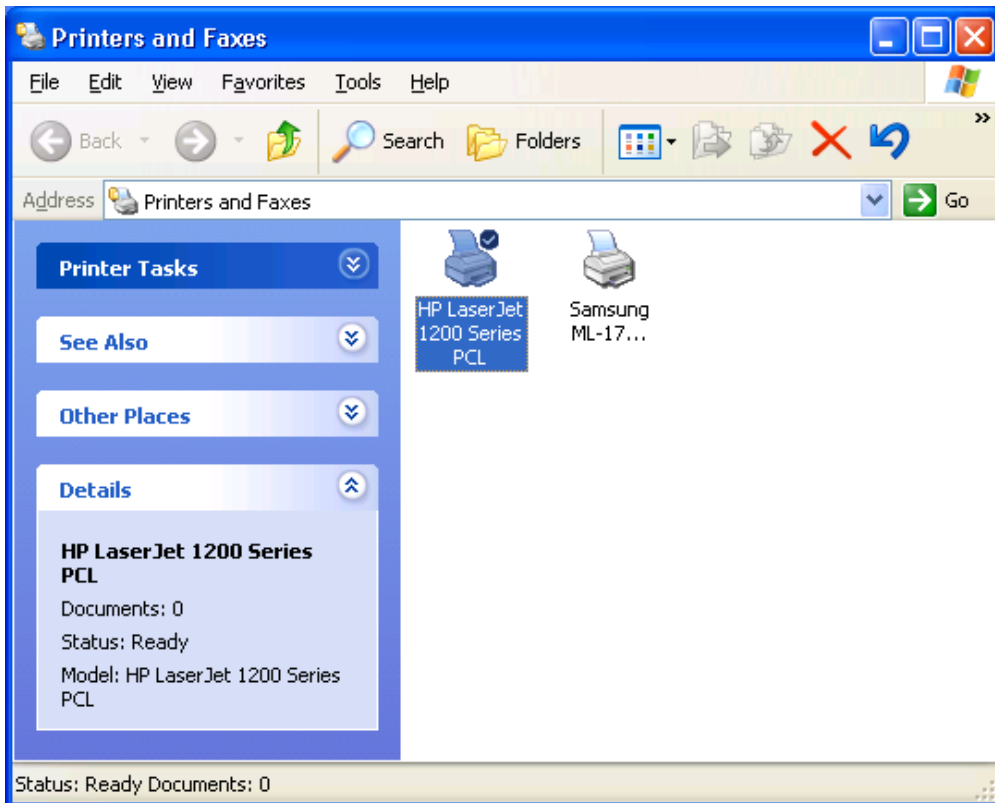 Printers and Faxes
File Edit View Favorites Tools Help
Back Search Folders »
Address Printers and Faxes Go
Printer Tasks
See Also
Other Places
Details
HP LaserJet 1200 Series
PCL
Documents: 0
Status: Ready
Model: HP LaserJet 1200 Series
PCL
HP LaserJet
1200 Series
PCL
Samsung
ML-17...
Status: Ready Documents: 0